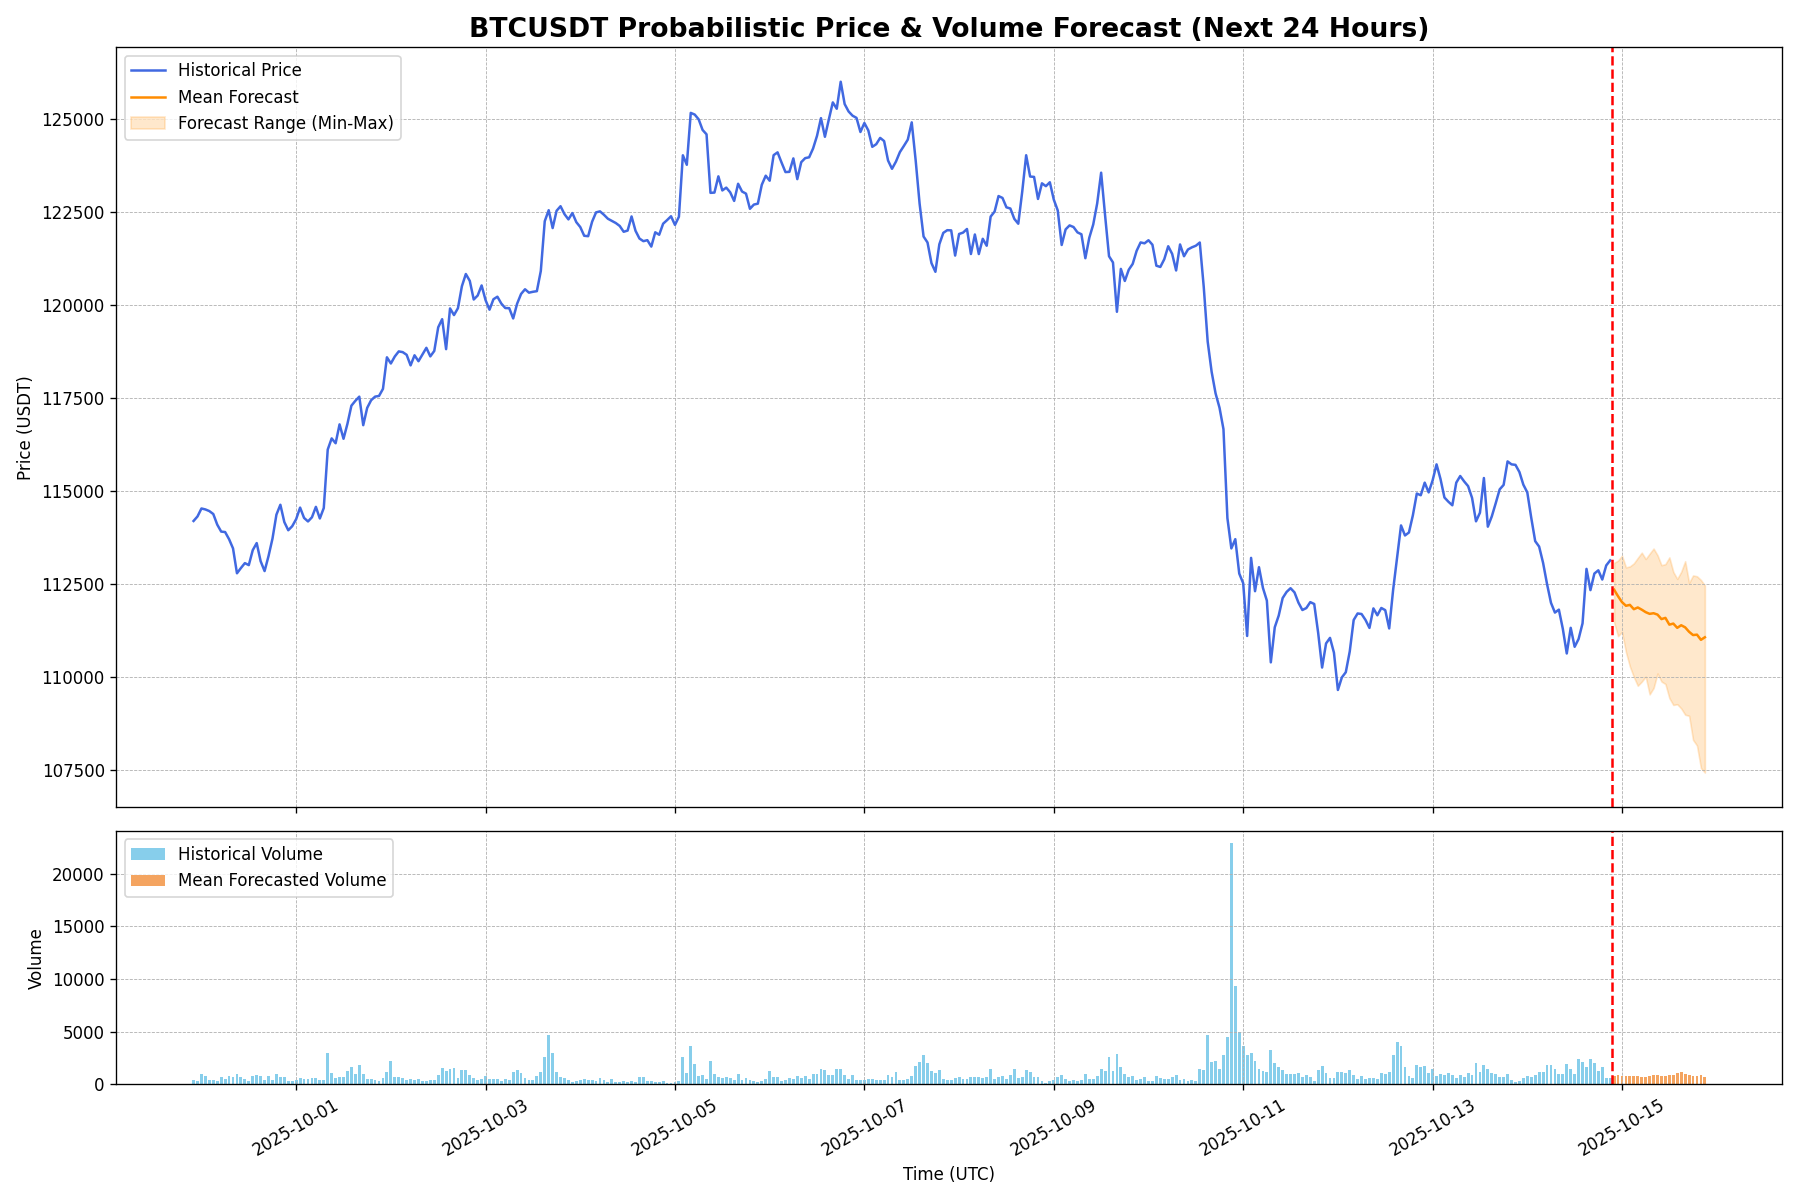 BTCUSDT Probabilistic Price & Volume Forecast (Next 24 Hours)
Historical Price
Mean Forecast
Forecast Range (Min-Max)
125000
122500
120000
117500
115000
112500
110000
107500
Price (USDT)
Historical Volume
Mean Forecasted Volume
20000
15000
10000
5000
0
Volume
2025-10-01
2025-10-03
2025-10-05
2025-10-07
2025-10-09
2025-10-11
2025-10-13
2025-10-15
Time (UTC)